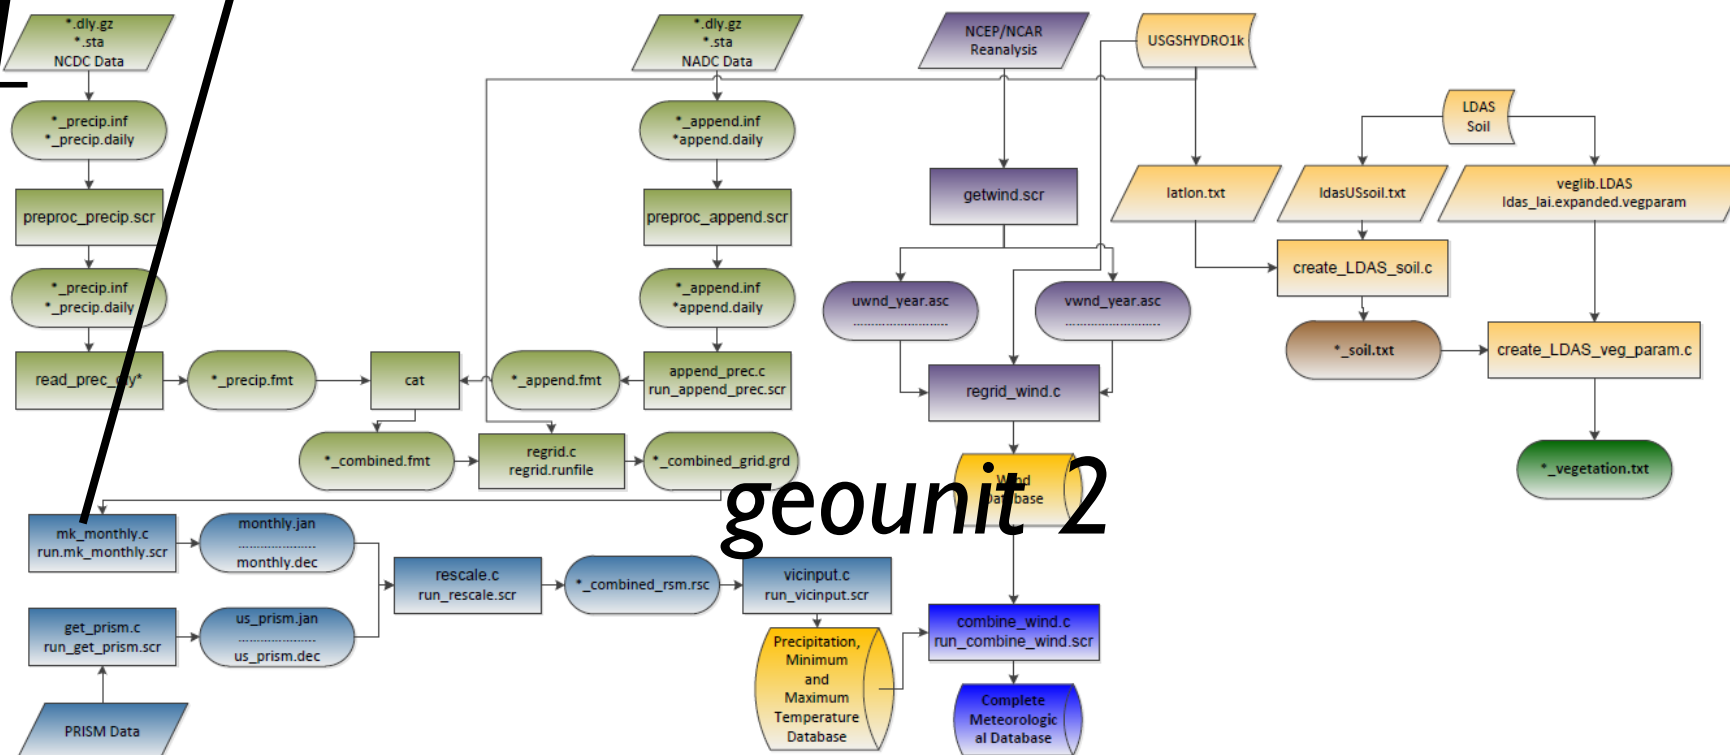 *.dly.gz
*.sta
NCDC Data
*.dly.gz
*.sta
NADC Data
NCEP/NCAR
Reanalysis
USGSHYDRO1k
LDAS
Soil
*_precip.inf
*_precip.daily
*_append.inf
*append.daily
preproc_precip.scr
preproc_append.scr
getwind.scr
latlon.txt
ldasUSsoil.txt
veglib.LDAS
ldas_lai.expanded.vegparam
create_LDAS_soil.c
*_precip.inf
*_precip.daily
*_append.inf
*append.daily
uwnd_year.asc
........................
vwnd_year.asc
........................
*_soil.txt
create_LDAS_veg_param.c
read_prec_dly*
*_precip.fmt
cat
*_append.fmt
append_prec.c
run_append_prec.scr
regrid_wind.c
*_combined.fmt
regrid.c
regrid.runfile
*_combined_grid.grd
Wind
Database
geounit 2
*_vegetation.txt
mk_monthly.c
run.mk_monthly.scr
monthly.jan
....................
monthly.dec
rescale.c
run_rescale.scr
*_combined_rsm.rsc
vicinput.c
run_vicinput.scr
get_prism.c
run_get_prism.scr
us_prism.jan
....................
us_prism.dec
combine_wind.c
run_combine_wind.scr
Precipitation,
Minimum
and
Maximum
Temperature
Database
Complete
Meteorologic
al Database
PRISM Data